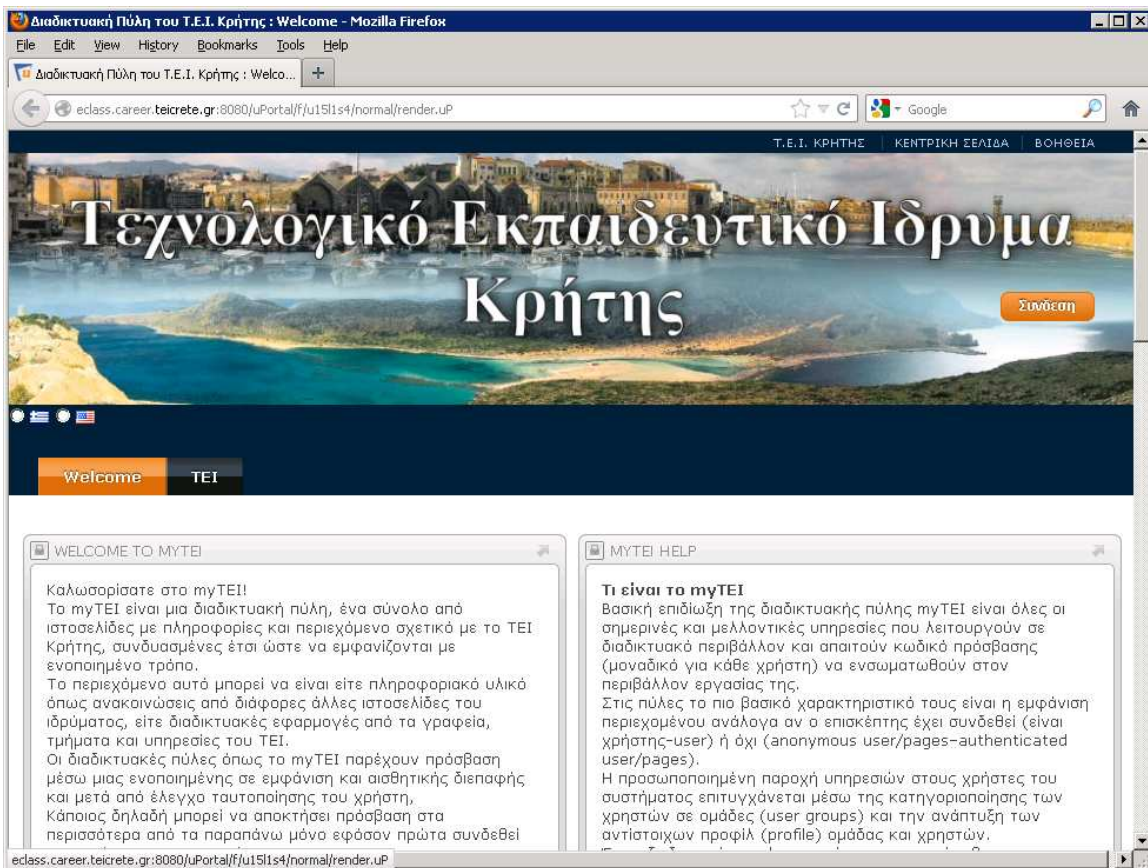 Διαδικτυακή Πύλη του Τ.Ε.Ι. Κρήτης : Welcome - Mozilla Firefox
File Edit View History Bookmarks Tools Help
Διαδικτυακή Πύλη του Τ.Ε.Ι. Κρήτης : Welco...
eclass.career.teicrete.gr:8080/uPortal/f/u15l1s4/normal/render.uP
Google
Τ.Ε.Ι. ΚΡΗΤΗΣ ΚΕΝΤΡΙΚΗ ΣΕΛΙΔΑ ΒΟΗΘΕΙΑ
Τεχνολογικό Εκπαιδευτικό Ιδρυμα
Κρήτης
Συνδεση
Welcome TEI
WELCOME TO MYTEI
Καλωσορίσατε στο myTEI!
Το myTEI είναι μια διαδικτυακή πύλη, ένα σύνολο από
ιστοσελίδες με πληροφορίες και περιεχόμενο σχετικό με το ΤΕΙ
Κρήτης, συνδυασμένες έτσι ώστε να εμφανίζονται με
ενοποιημένο τρόπο.
Το περιεχόμενο αυτό μπορεί να είναι είτε πληροφοριακό υλικό
όπως ανακοινώσεις από διάφορες άλλες ιστοσελίδες του
ιδρύματος, είτε διαδικτυακές εφαρμογές από τα γραφεία,
τμήματα και υπηρεσίες του ΤΕΙ.
Οι διαδικτυακές πύλες όπως το myTEI παρέχουν πρόσβαση
μέσω μιας ενοποιημένης σε εμφάνιση και αισθητικής διεπαφής
και μετά από έλεγχο ταυτοποίησης του χρήστη,
Κάποιος δηλαδή μπορεί να αποκτήσει πρόσβαση στα
περισσότερα από τα παραπάνω μόνο εφόσον πρώτα συνδεθεί
MYTEI HELP
Τι είναι το myTEI
Βασική επιδίωξη της διαδικτυακής πύλης myTEI είναι όλες οι
σημερινές και μελλοντικές υπηρεσίες που λειτουργούν σε
διαδικτυακό περιβάλλον και απαιτούν κωδικό πρόσβασης
(μοναδικό για κάθε χρήστη) να ενσωματωθούν στον
περιβάλλον εργασίας της.
Στις πύλες το πιο βασικό χαρακτηριστικό τους είναι η εμφάνιση
περιεχομένου ανάλογα αν ο επισκέπτης έχει συνδεθεί (είναι
χρήστης-user) ή όχι (anonymous user/pages-authenticated
user/pages).
Η προσωποποιημένη παροχή υπηρεσιών στους χρήστες του
συστήματος επιτυγχάνεται μέσω της κατηγοριοποίησης των
χρηστών σε ομάδες (user groups) και την ανάπτυξη των
αντίστοιχων προφίλ (profile) ομάδας και χρηστών.
eclass.career.teicrete.gr:8080/uPortal/f/u15l1s4/normal/render.uP